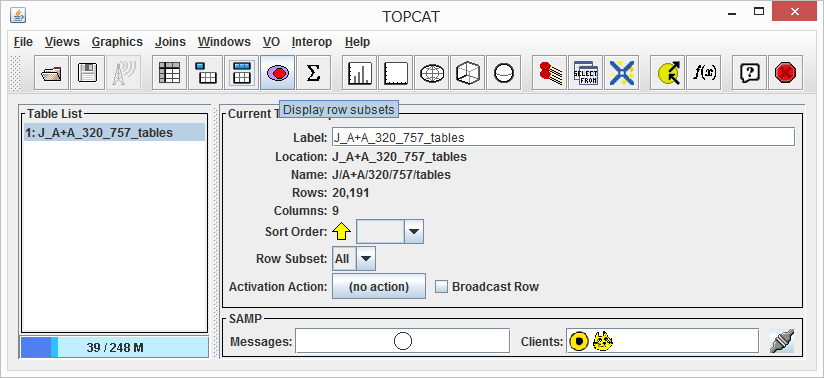 TOPCAT
File Views Graphics Joins Windows VO Interop Help
SELECT FROM f(x)
Display row subsets
Table List
1: J_A+A_320_757_tables
39 / 248 M
Label: J_A+A_320_757_tables
Location: J_A+A_320_757_tables
Name: J/A+A/320/757/tables
Rows: 20,191
Columns: 9
Sort Order:
Row Subset: All
Activation Action: (no action) Broadcast Row
SAMP
Messages: Clients: